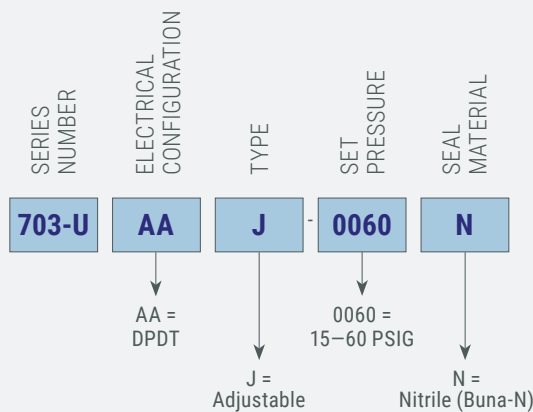 SERIES
NUMBER
ELECTRICAL
CONFIGURATION
TYPE
SET
PRESSURE
SEAL
MATERIAL
703-U AA J - 0060 N
AA =
DPDT
0060 =
15–60 PSIG
J =
Adjustable
N =
Nitrile (Buna-N)